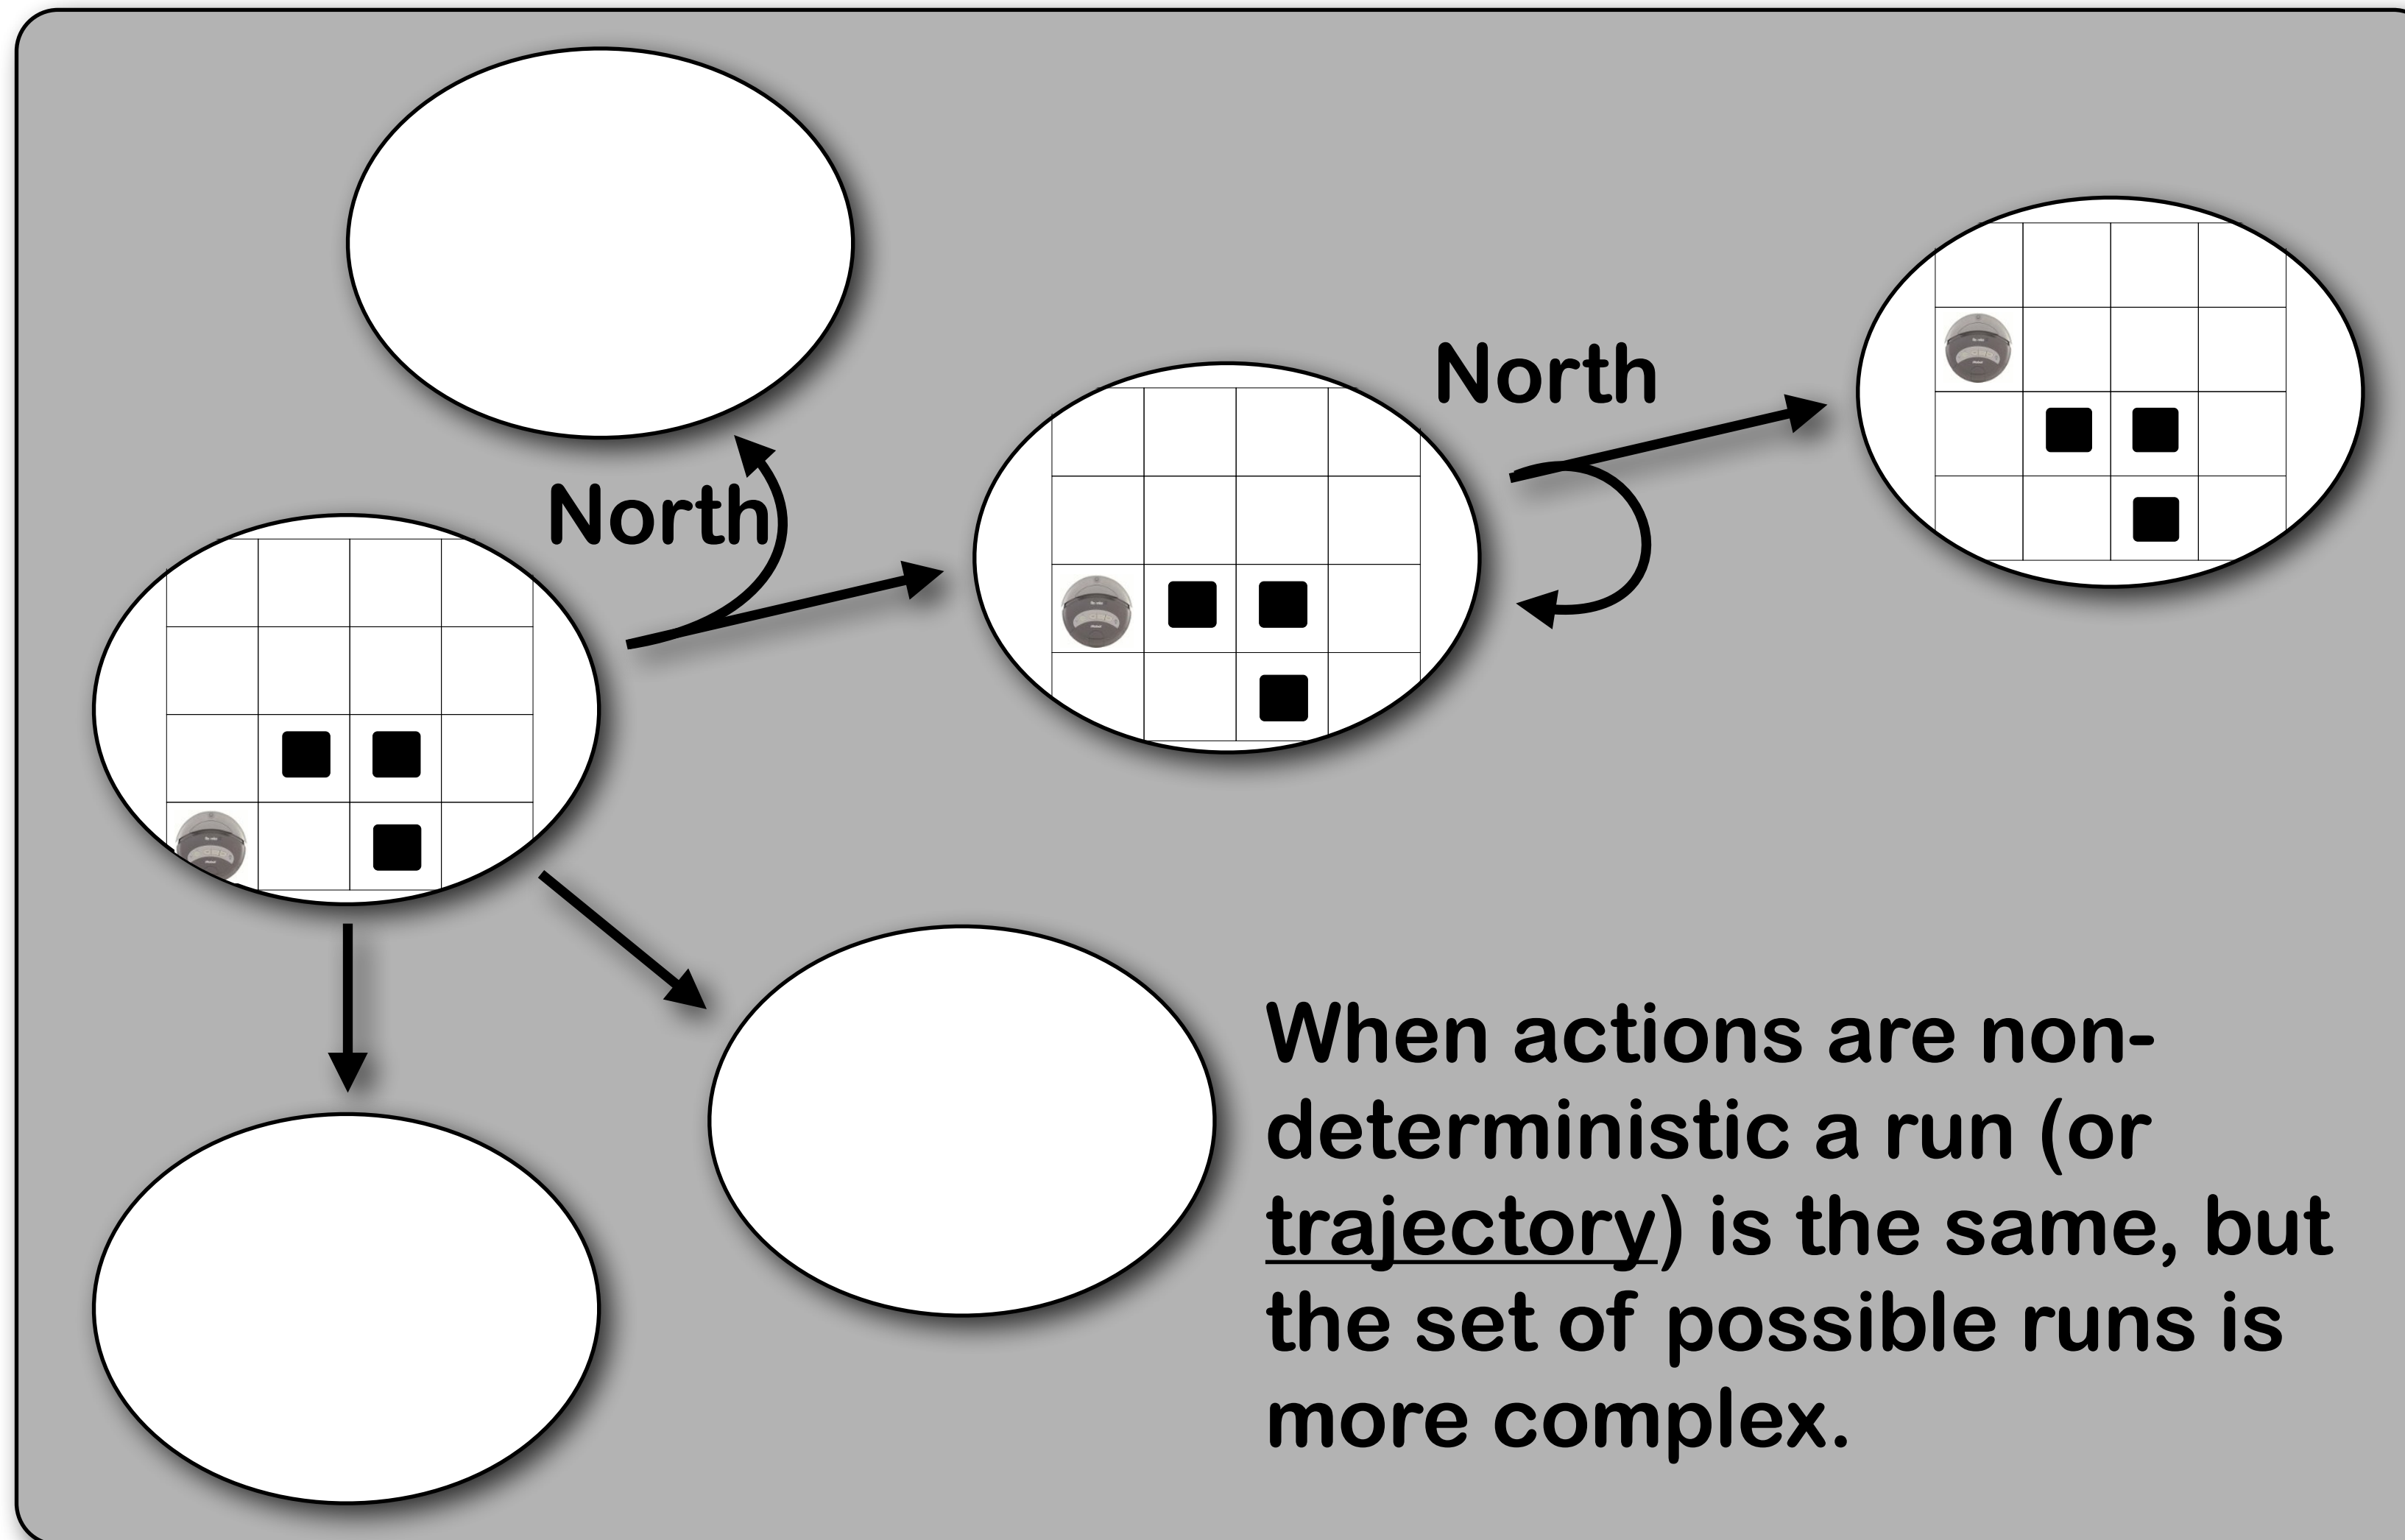 North
North
When actions are non-
deterministic a run (or
trajectory) is the same, but
the set of possible runs is
more complex.